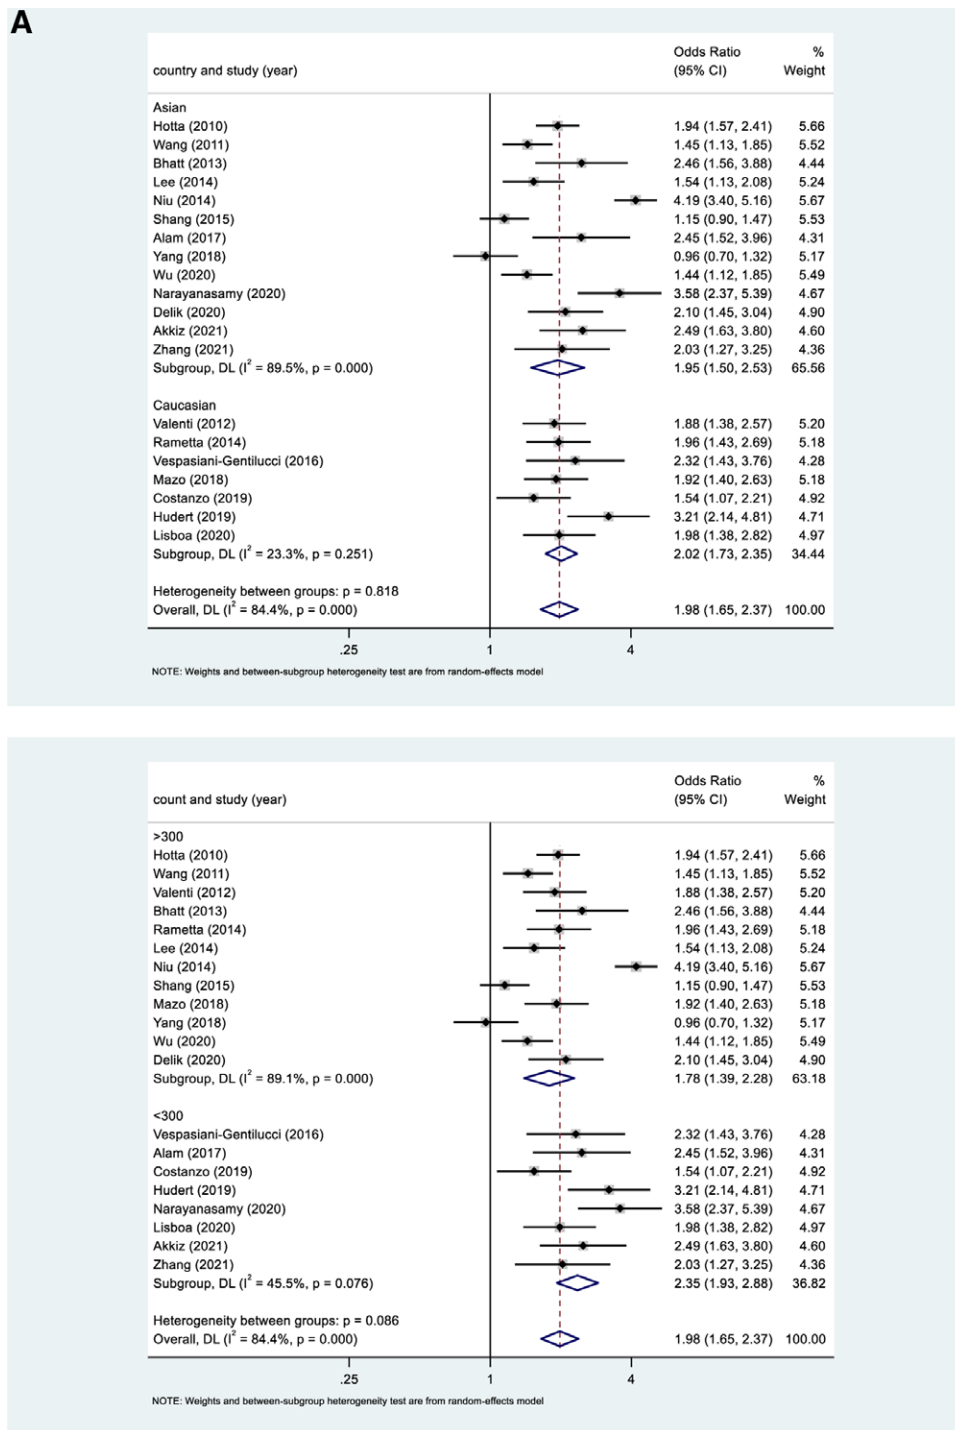 A
Odds Ratio %
country and study (year) (95% CI) Weight
Asian
Hotta (2010) 1.94 (1.57, 2.41) 5.66
Wang (2011) 1.45 (1.13, 1.85) 5.52
Bhatt (2013) 2.46 (1.56, 3.88) 4.44
Lee (2014) 1.54 (1.13, 2.08) 5.24
Niu (2014) 4.19 (3.40, 5.16) 5.67
Shang (2015) 1.15 (0.90, 1.47) 5.53
Alam (2017) 2.45 (1.52, 3.96) 4.31
Yang (2018) 0.96 (0.70, 1.32) 5.17
Wu (2020) 1.44 (1.12, 1.85) 5.49
Narayanasamy (2020) 3.58 (2.37, 5.39) 4.67
Delik (2020) 2.10 (1.45, 3.04) 4.90
Akkiz (2021) 2.49 (1.63, 3.80) 4.60
Zhang (2021) 2.03 (1.27, 3.25) 4.36
Subgroup, DL (I² = 89.5%, p = 0.000) 1.95 (1.50, 2.53) 65.56
Caucasian
Valenti (2012) 1.88 (1.38, 2.57) 5.20
Rametta (2014) 1.96 (1.43, 2.69) 5.18
Vespasiani-Gentilucci (2016) 2.32 (1.43, 3.76) 4.28
Mazo (2018) 1.92 (1.40, 2.63) 5.18
Costanzo (2019) 1.54 (1.07, 2.21) 4.92
Hudert (2019) 3.21 (2.14, 4.81) 4.71
Lisboa (2020) 1.98 (1.38, 2.82) 4.97
Subgroup, DL (I² = 23.3%, p = 0.251) 2.02 (1.73, 2.35) 34.44
Heterogeneity between groups: p = 0.818
Overall, DL (I² = 84.4%, p = 0.000) 1.98 (1.65, 2.37) 100.00
.25 1 4
NOTE: Weights and between-subgroup heterogeneity test are from random-effects model
Odds Ratio %
count and study (year) (95% CI) Weight
>300
Hotta (2010) 1.94 (1.57, 2.41) 5.66
Wang (2011) 1.45 (1.13, 1.85) 5.52
Valenti (2012) 1.88 (1.38, 2.57) 5.20
Bhatt (2013) 2.46 (1.56, 3.88) 4.44
Rametta (2014) 1.96 (1.43, 2.69) 5.18
Lee (2014) 1.54 (1.13, 2.08) 5.24
Niu (2014) 4.19 (3.40, 5.16) 5.67
Shang (2015) 1.15 (0.90, 1.47) 5.53
Mazo (2018) 1.92 (1.40, 2.63) 5.18
Yang (2018) 0.96 (0.70, 1.32) 5.17
Wu (2020) 1.44 (1.12, 1.85) 5.49
Delik (2020) 2.10 (1.45, 3.04) 4.90
Subgroup, DL (I² = 89.1%, p = 0.000) 1.78 (1.39, 2.28) 63.18
<300
Vespasiani-Gentilucci (2016) 2.32 (1.43, 3.76) 4.28
Alam (2017) 2.45 (1.52, 3.96) 4.31
Costanzo (2019) 1.54 (1.07, 2.21) 4.92
Hudert (2019) 3.21 (2.14, 4.81) 4.71
Narayanasamy (2020) 3.58 (2.37, 5.39) 4.67
Lisboa (2020) 1.98 (1.38, 2.82) 4.97
Akkiz (2021) 2.49 (1.63, 3.80) 4.60
Zhang (2021) 2.03 (1.27, 3.25) 4.36
Subgroup, DL (I² = 45.5%, p = 0.076) 2.35 (1.93, 2.88) 36.82
Heterogeneity between groups: p = 0.086
Overall, DL (I² = 84.4%, p = 0.000) 1.98 (1.65, 2.37) 100.00
.25 1 4
NOTE: Weights and between-subgroup heterogeneity test are from random-effects model